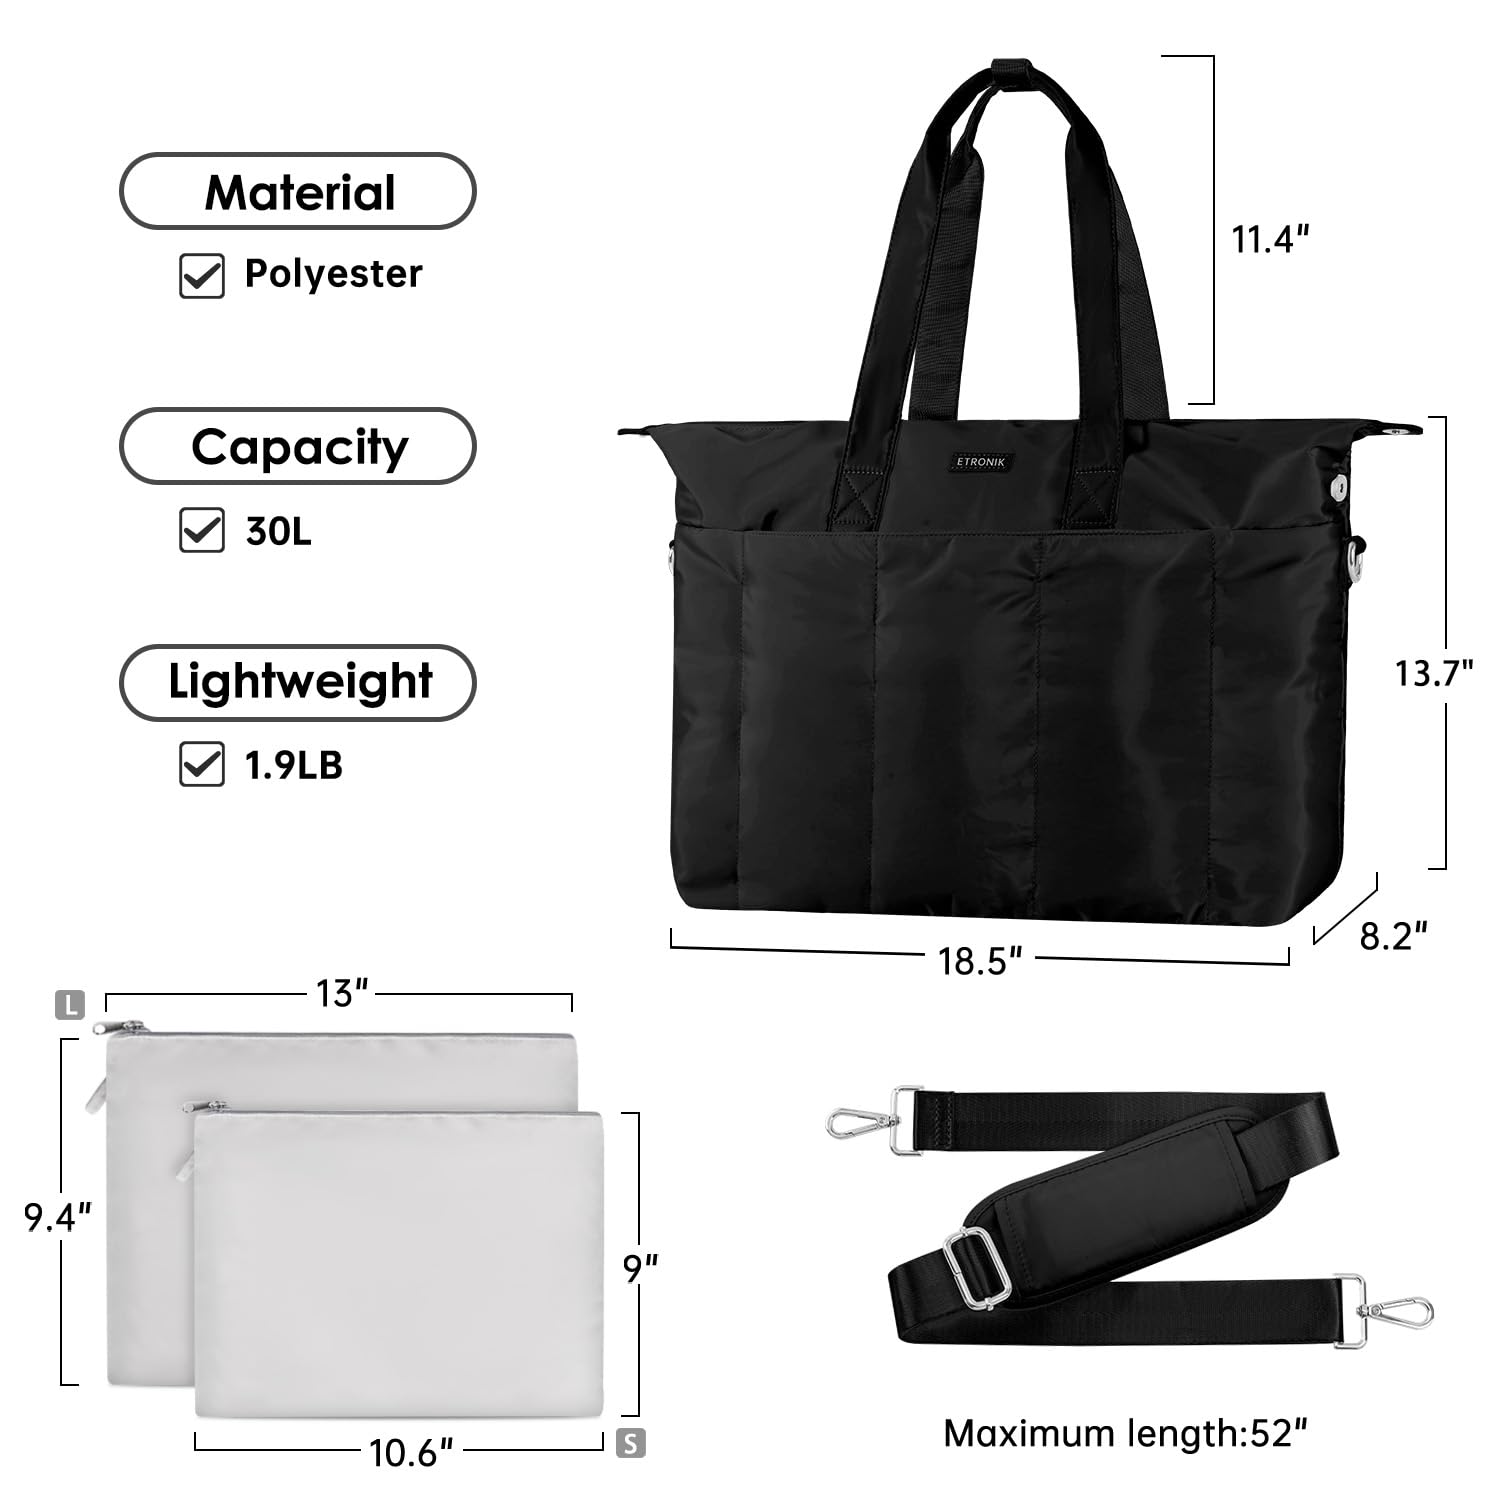 Material
Polyester
Capacity
30L
Lightweight
1.9LB
11.4"
ETRONIK
13.7"
8.2"
18.5"
L
13"
9.4"
9"
10.6"
S
Maximum length:52"